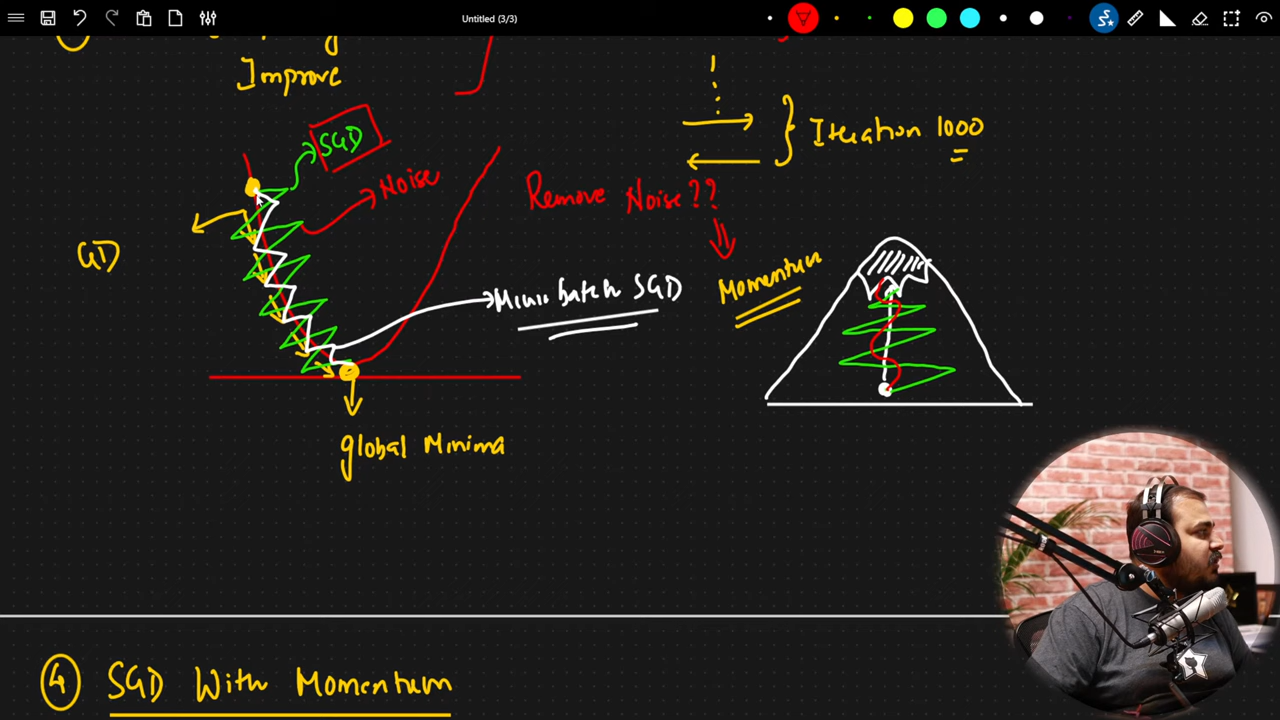 Untitled (3/3)
Improve
Iteration 1000
SGD
Noise
Remove Noise??
GD
Mini batch SGD
Momentum
global Minima
4 SGD With Momentum